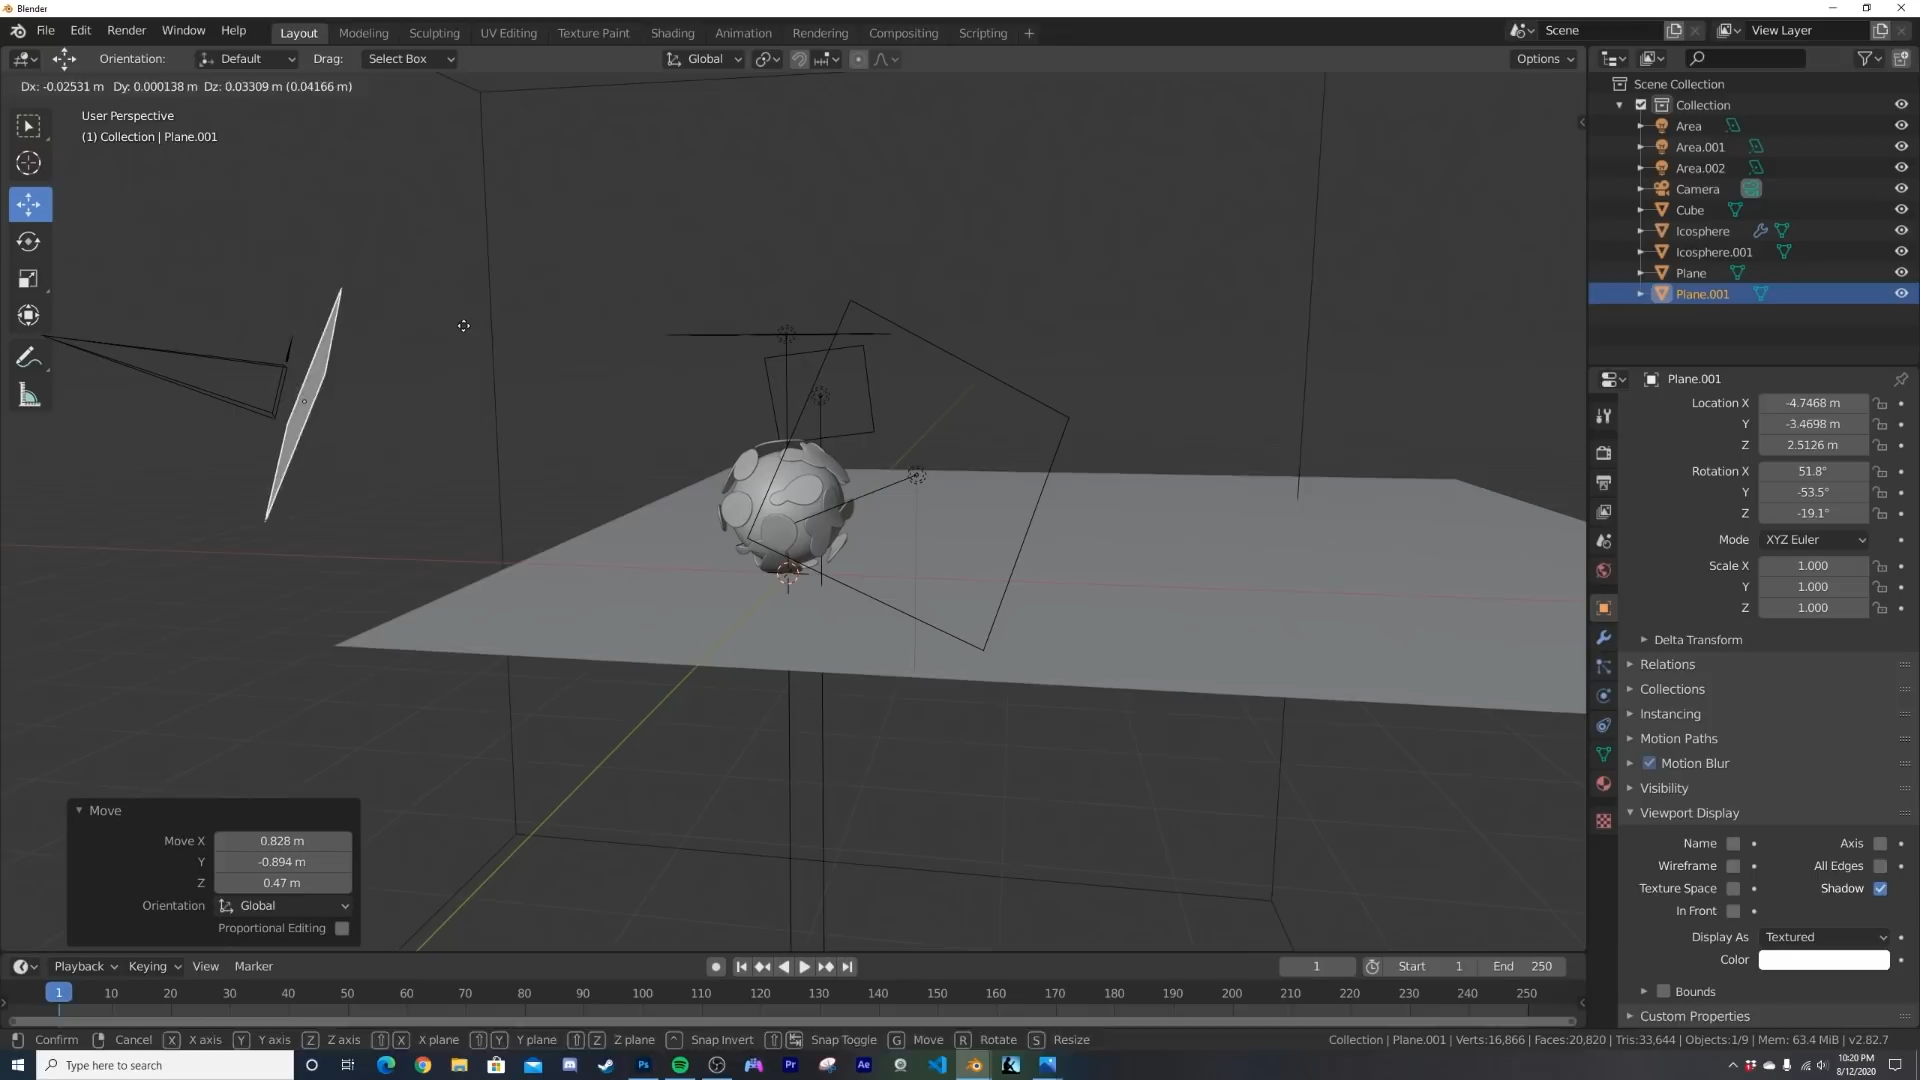 Blender
File Edit Render Window Help Layout Modeling Sculpting UV Editing Texture Paint Shading Animation Rendering Compositing Scripting + Scene View Layer
Orientation: Default Drag: Select Box Global Options
Dx: -0.02531 m Dy: 0.000138 m Dz: 0.03309 m (0.04166 m)
User Perspective
(1) Collection | Plane.001
Scene Collection
Collection
Area
Area.001
Area.002
Camera
Cube
Icosphere
Icosphere.001
Plane
Plane.001
Plane.001
Location X -4.7468 m
Y -3.4698 m
Z 2.5126 m
Rotation X 51.8°
Y -53.5°
Z -19.1°
Mode XYZ Euler
Scale X 1.000
Y 1.000
Z 1.000
Delta Transform
Relations
Collections
Instancing
Motion Paths
Motion Blur
Visibility
Viewport Display
Name Axis
Wireframe All Edges
Texture Space Shadow
In Front
Display As Textured
Color
Bounds
Custom Properties
Move
Move X 0.828 m
Y -0.894 m
Z 0.47 m
Orientation Global
Proportional Editing
Playback Keying View Marker 1 Start 1 End 250
1 10 20 30 40 50 60 70 80 90 100 110 120 130 140 150 160 170 180 190 200 210 220 230 240 250
Confirm Cancel X X axis Y Y axis Z Z axis X X plane Y Y plane Z Z plane Snap Invert Snap Toggle G Move R Rotate S Resize Collection | Plane.001 | Verts:16,866 | Faces:20,820 | Tris:33,644 | Objects:1/9 | Mem: 63.4 MiB | v2.82.7
Type here to search Ps Pr Ae 10:20 PM
8/12/2020